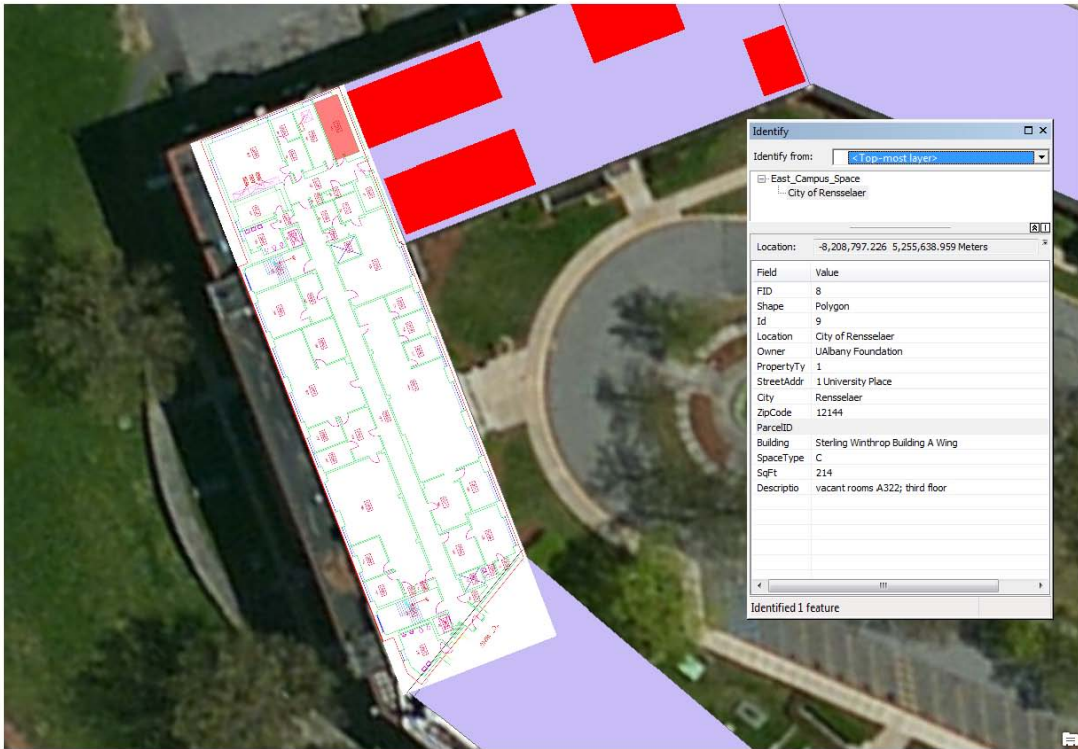 Identify
Identify from: <Top-most layer>
East_Campus_Space
City of Rensselaer
Location: -8,208,797.226 5,255,638.959 Meters
Field Value
FID 8
Shape Polygon
Id 9
Location City of Rensselaer
Owner UAlbany Foundation
PropertyTy 1
StreetAddr 1 University Place
City Rensselaer
ZipCode 12144
ParcelID
Building Sterling Winthrop Building A Wing
SpaceType C
SqFt 214
Descriptio vacant rooms A322; third floor
Identified 1 feature